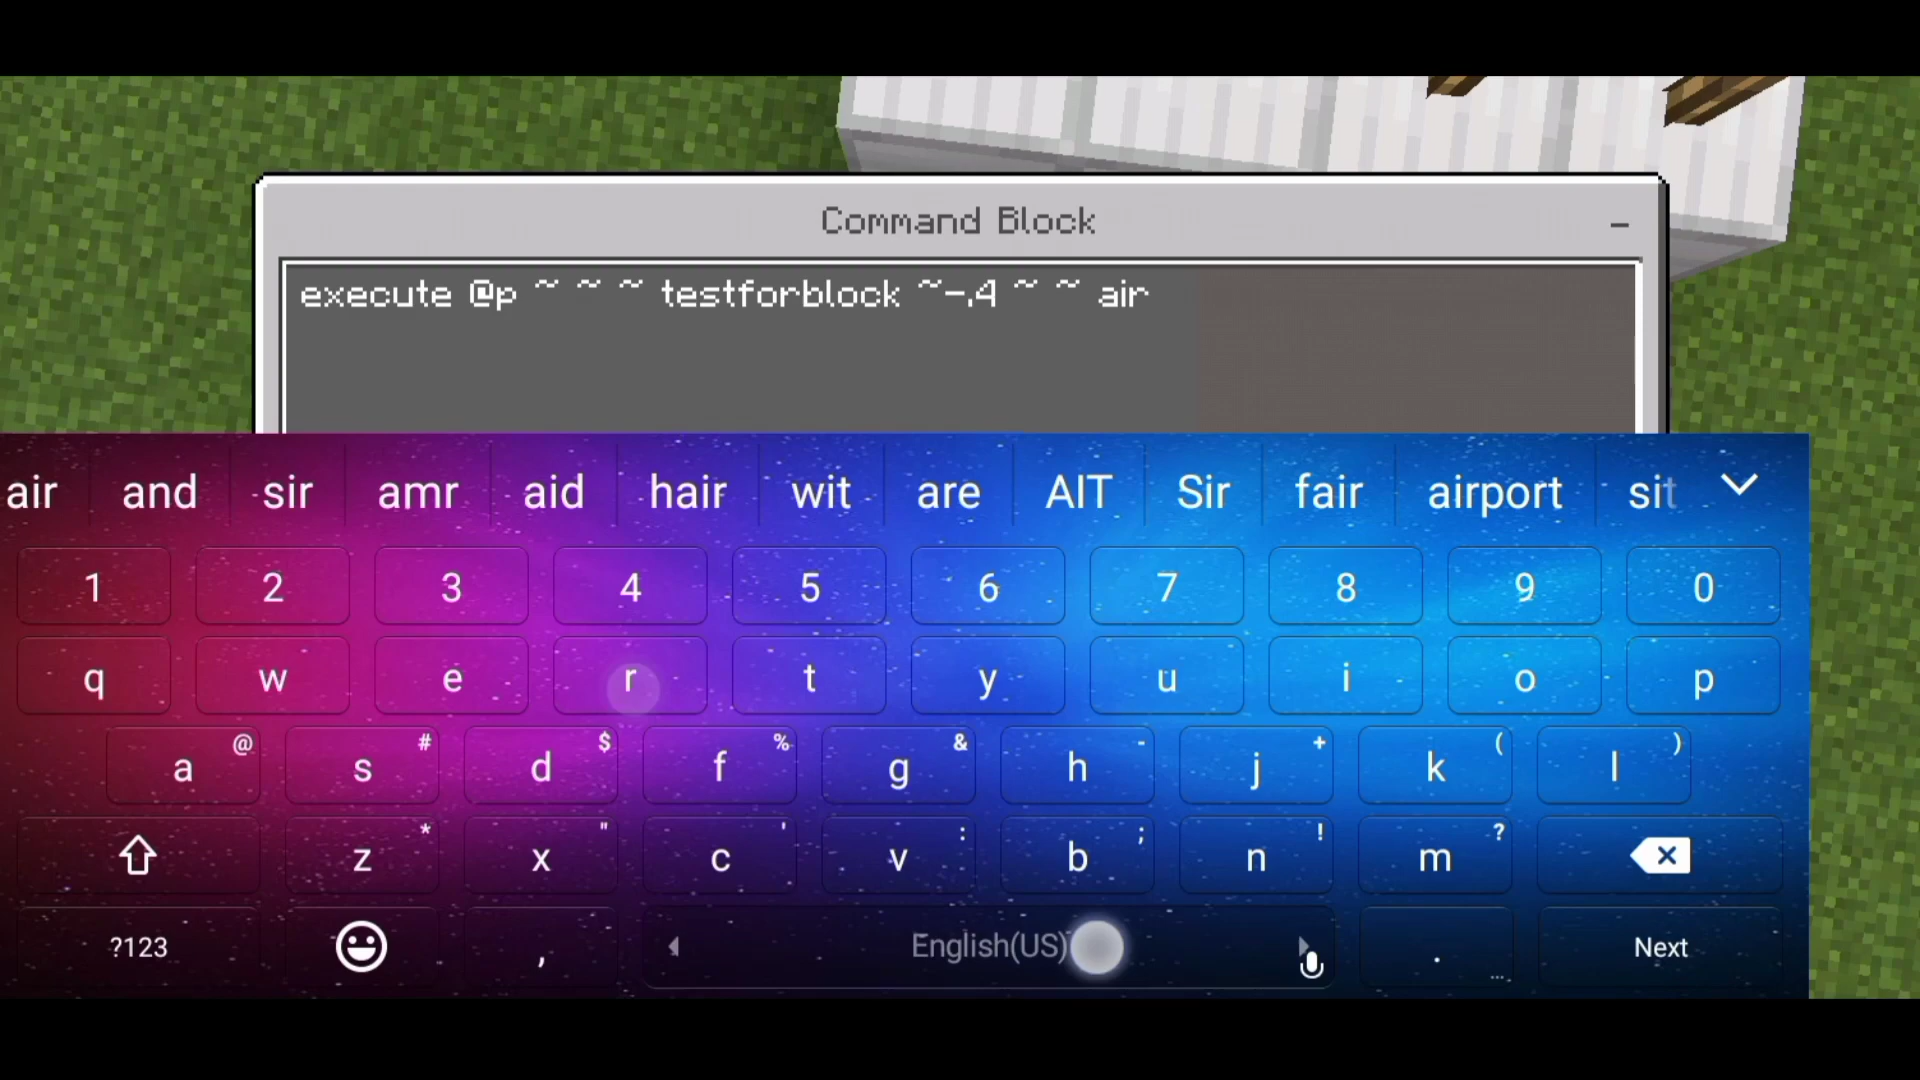 Command Block
execute @p ~ ~ ~ testforblock ~-.4 ~ ~ air
air and sir amr aid hair wit are AIT Sir fair airport sit
1 2 3 4 5 6 7 8 9 0
q w e r t y u i o p
@ # $ % & - + ( )
a s d f g h j k l
* " ' : ; ! ?
z x c v b n m
?123 , English(US) . ... Next